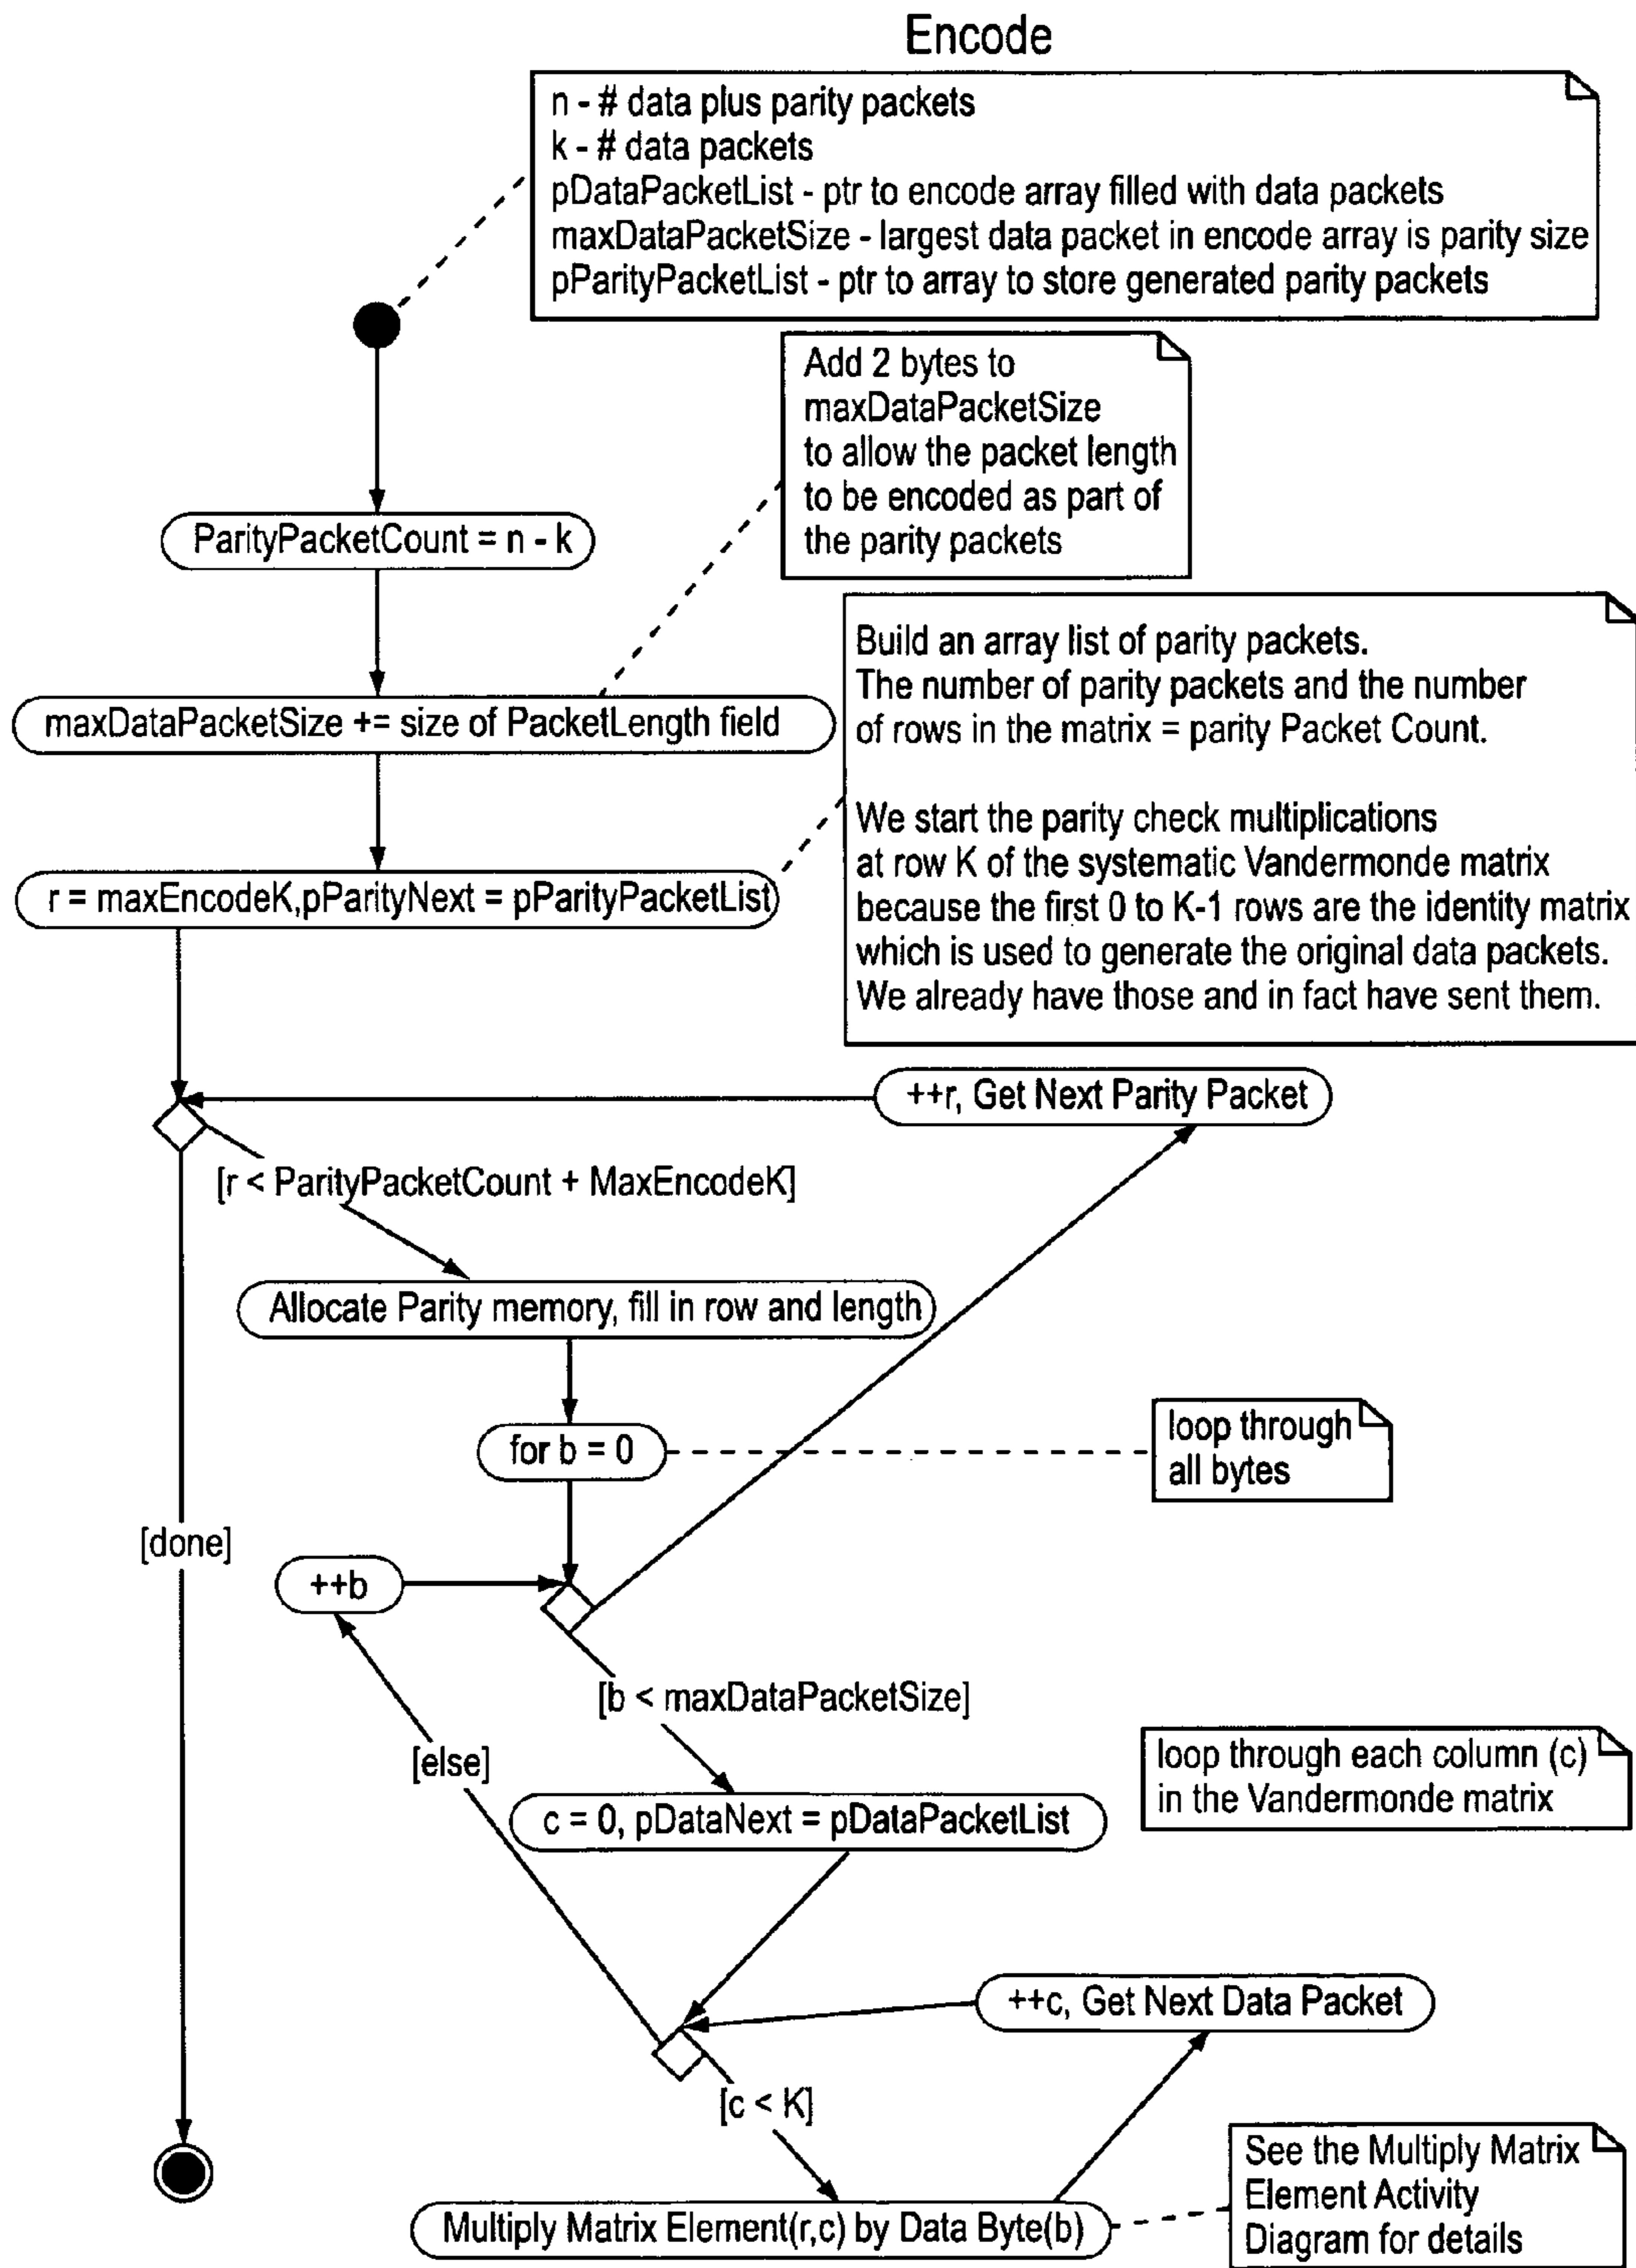 Encode
n - # data plus parity packets
k - # data packets
pDataPacketList - ptr to encode array filled with data packets
maxDataPacketSize - largest data packet in encode array is parity size
pParityPacketList - ptr to array to store generated parity packets
Add 2 bytes to
maxDataPacketSize
to allow the packet length
to be encoded as part of
the parity packets
ParityPacketCount = n - k
Build an array list of parity packets.
The number of parity packets and the number
of rows in the matrix = parity Packet Count.
We start the parity check multiplications
at row K of the systematic Vandermonde matrix
because the first 0 to K-1 rows are the identity matrix
which is used to generate the original data packets.
We already have those and in fact have sent them.
maxDataPacketSize += size of PacketLength field
r = maxEncodeK,pParityNext = pParityPacketList
++r, Get Next Parity Packet
[r < ParityPacketCount + MaxEncodeK]
Allocate Parity memory, fill in row and length
for b = 0
loop through
all bytes
[done]
++b
[b < maxDataPacketSize]
[else]
loop through each column (c)
in the Vandermonde matrix
c = 0, pDataNext = pDataPacketList
++c, Get Next Data Packet
[c < K]
Multiply Matrix Element(r,c) by Data Byte(b)
See the Multiply Matrix
Element Activity
Diagram for details